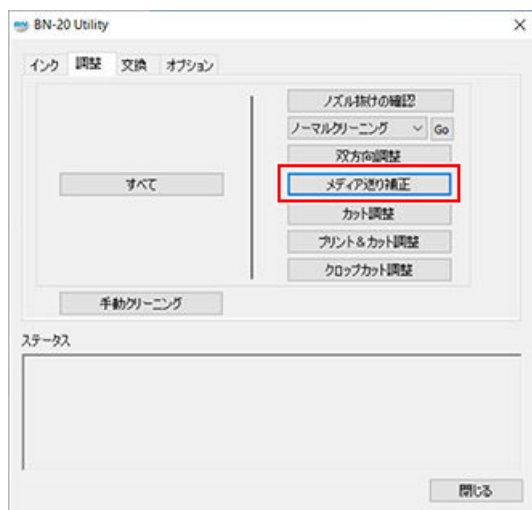 BN-20 Utility
インク 調整 交換 オプション
ノズル抜けの確認
ノーマルクリーニング Go
双方向調整
すべて メディア送り補正
カット調整
プリント＆カット調整
クロップカット調整
手動クリーニング
ステータス
閉じる